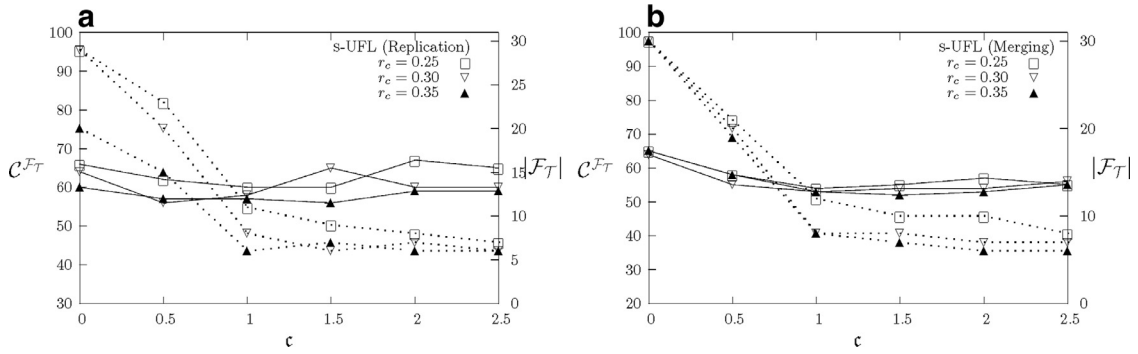 a
s-UFL (Replication)
r_c = 0.25
r_c = 0.30
r_c = 0.35
100
90
80
70
60
50
40
30
30
25
20
15
10
5
0
0
0.5
1
1.5
2
2.5
𝒞^ℱ_𝒯
|ℱ_𝒯|
𝔠
b
s-UFL (Merging)
r_c = 0.25
r_c = 0.30
r_c = 0.35
100
90
80
70
60
50
40
30
20
30
20
10
0
0
0.5
1
1.5
2
2.5
𝒞^ℱ_𝒯
|ℱ_𝒯|
𝔠